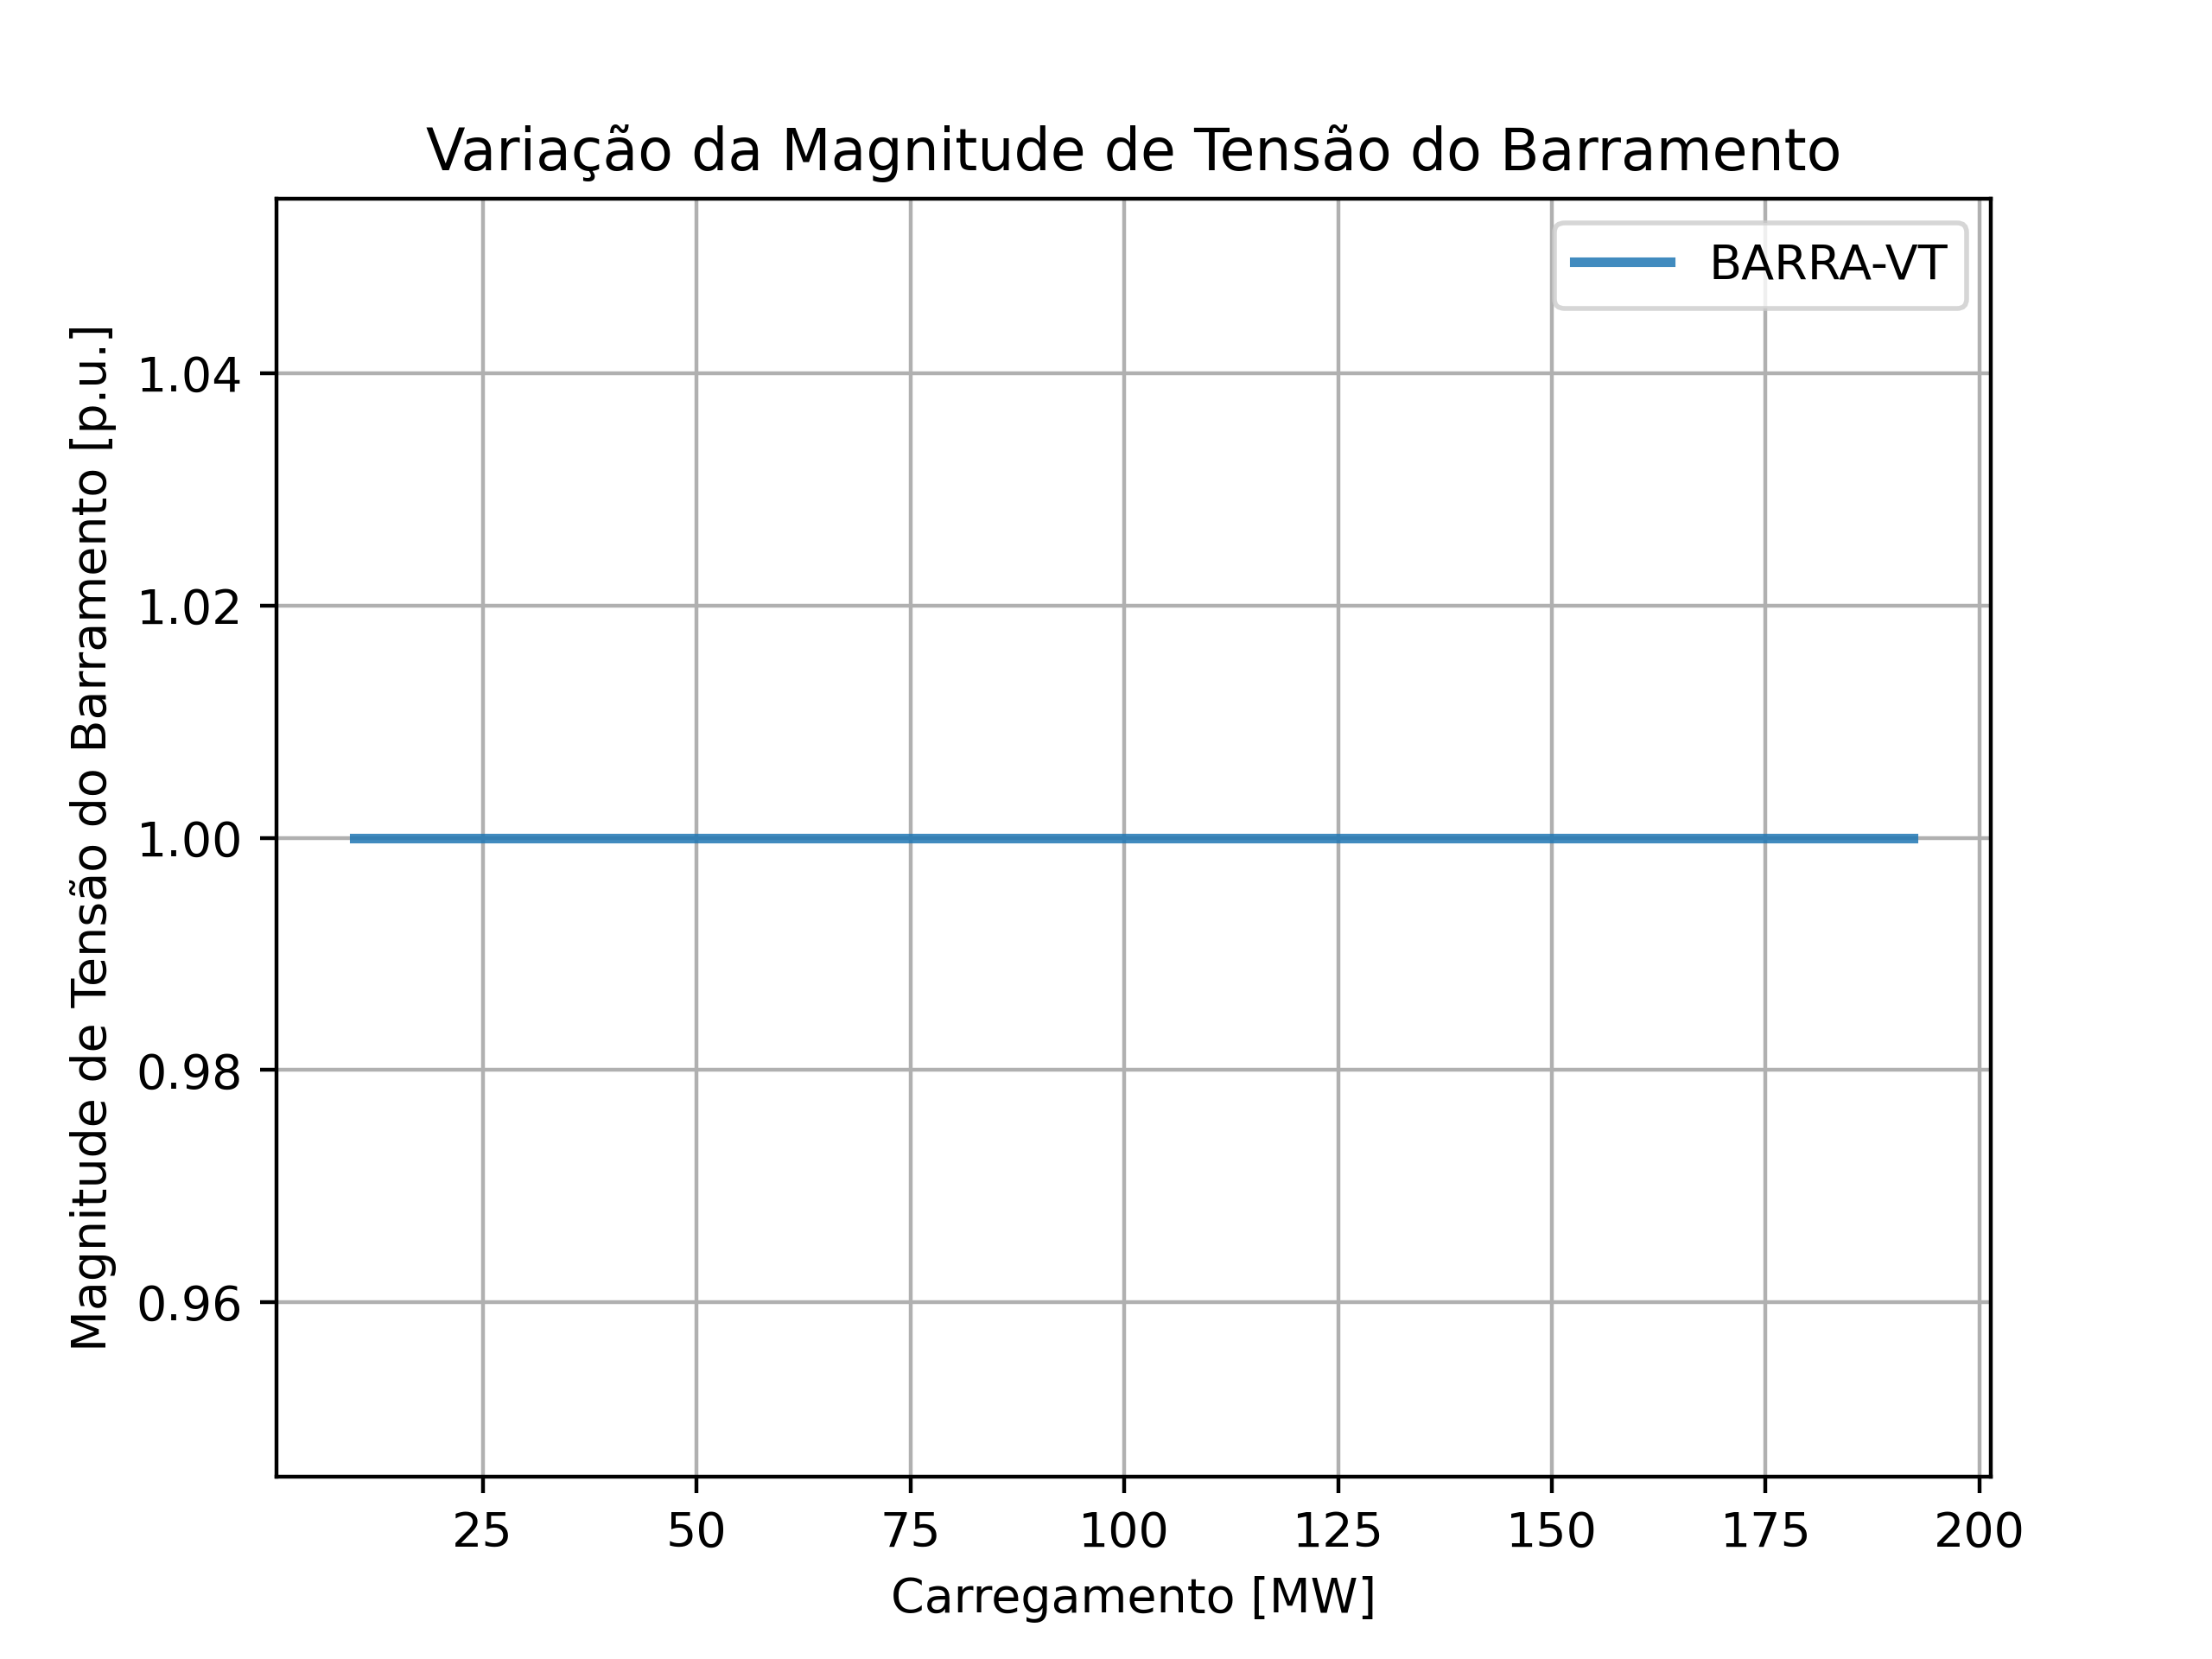 Variação da Magnitude de Tensão do Barramento
BARRA-VT
Magnitude de Tensão do Barramento [p.u.]
1.04
1.02
1.00
0.98
0.96
25 50 75 100 125 150 175 200
Carregamento [MW]